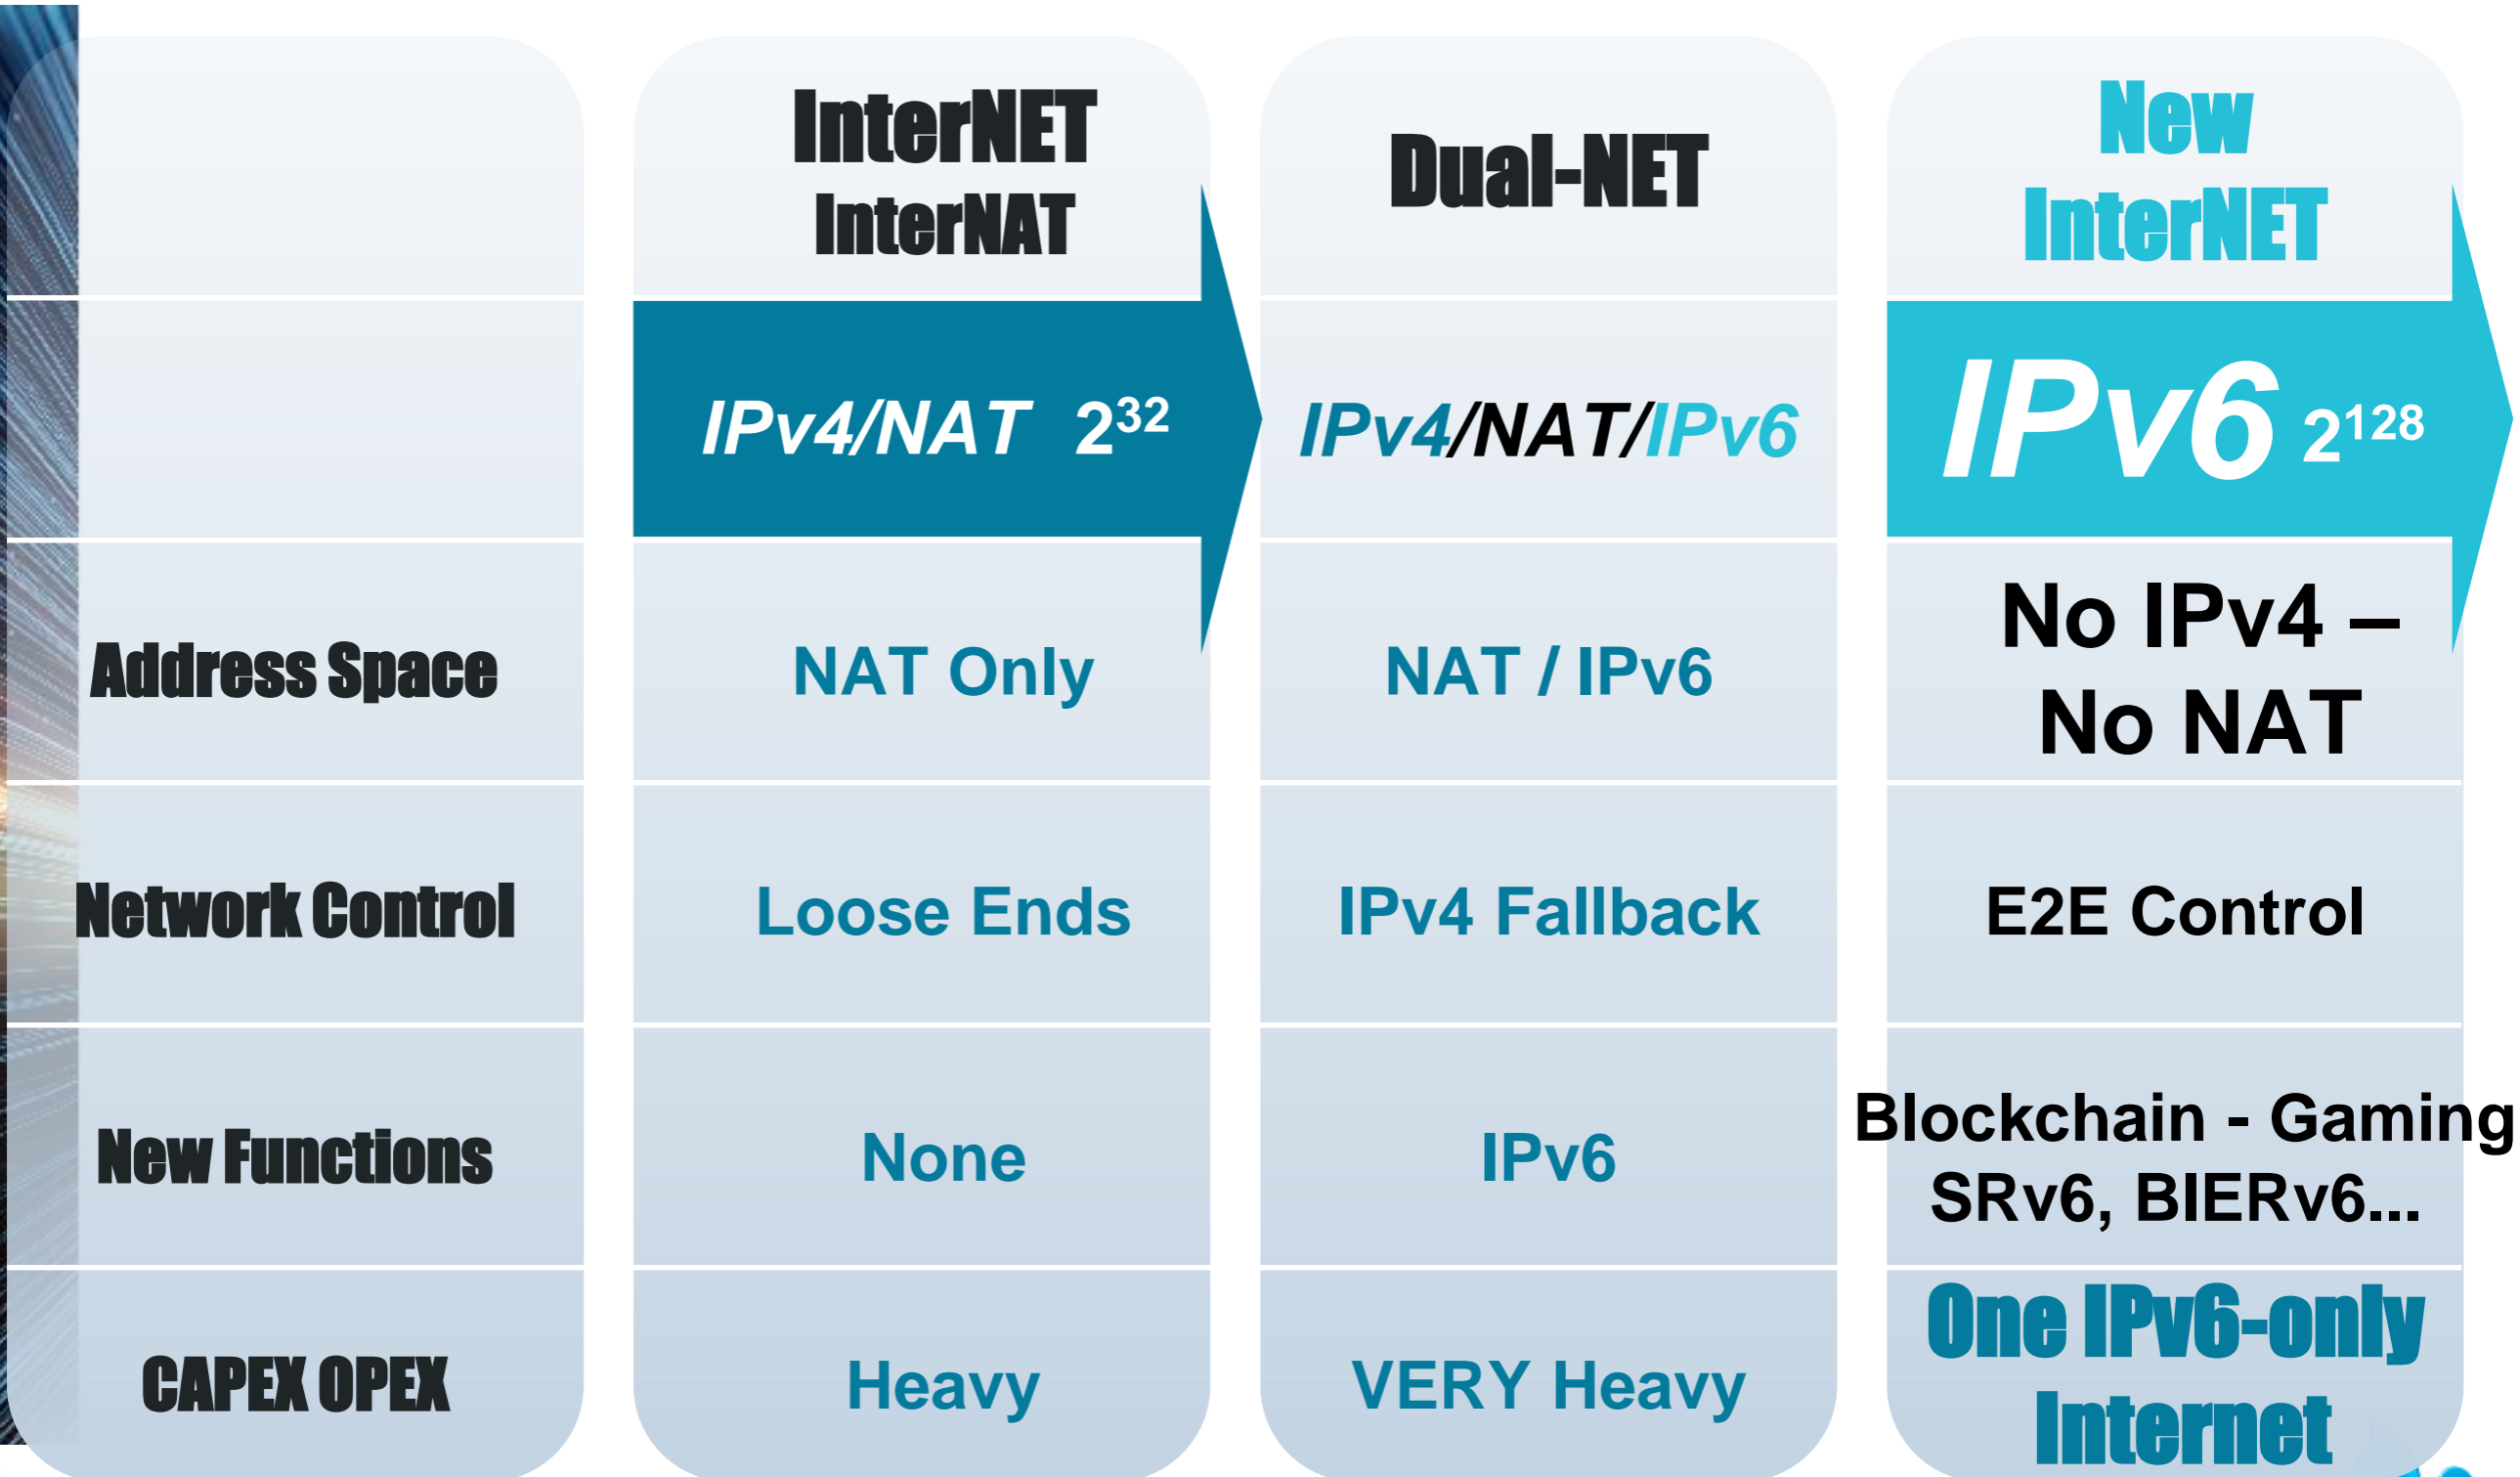 InterNET
InterNAT
Dual-NET
New
InterNET
IPv4/NAT 2³²
IPv4/NAT/IPv6
IPv6 2¹²⁸
Address Space
NAT Only
NAT / IPv6
No IPv4 –
No NAT
Network Control
Loose Ends
IPv4 Fallback
E2E Control
New Functions
None
IPv6
Blockchain - Gaming
SRv6, BIERv6...
CAPEX OPEX
Heavy
VERY Heavy
One IPv6-only
Internet